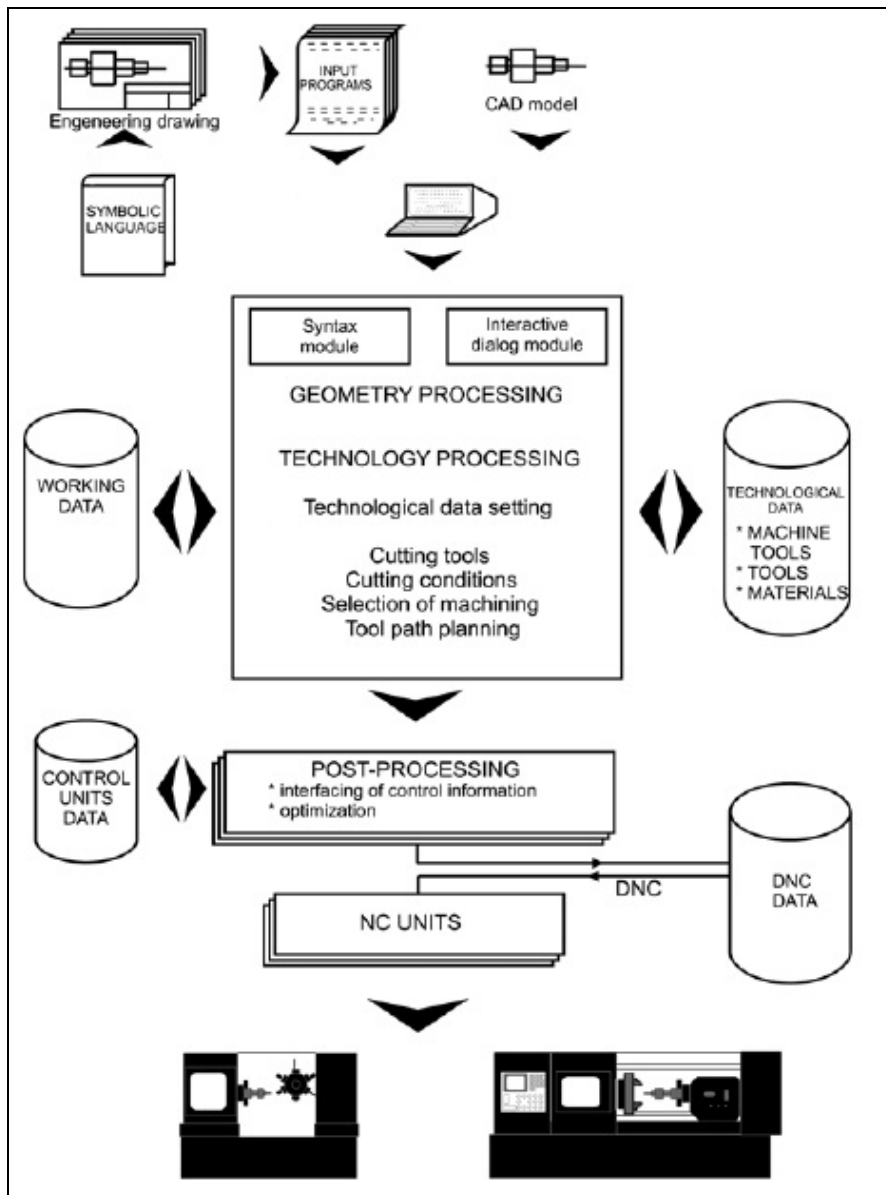 INPUT
PROGRAMS
Engeneering drawing
CAD model
SYMBOLIC
LANGUAGE
Syntax
module
Interactive
dialog module
GEOMETRY PROCESSING
TECHNOLOGY PROCESSING
Technological data setting
Cutting tools
Cutting conditions
Selection of machining
Tool path planning
WORKING
DATA
TECHNOLOGICAL
DATA
* MACHINE
TOOLS
* TOOLS
* MATERIALS
CONTROL
UNITS
DATA
POST-PROCESSING
* interfacing of control information
* optimization
DNC
DNC
DATA
NC UNITS